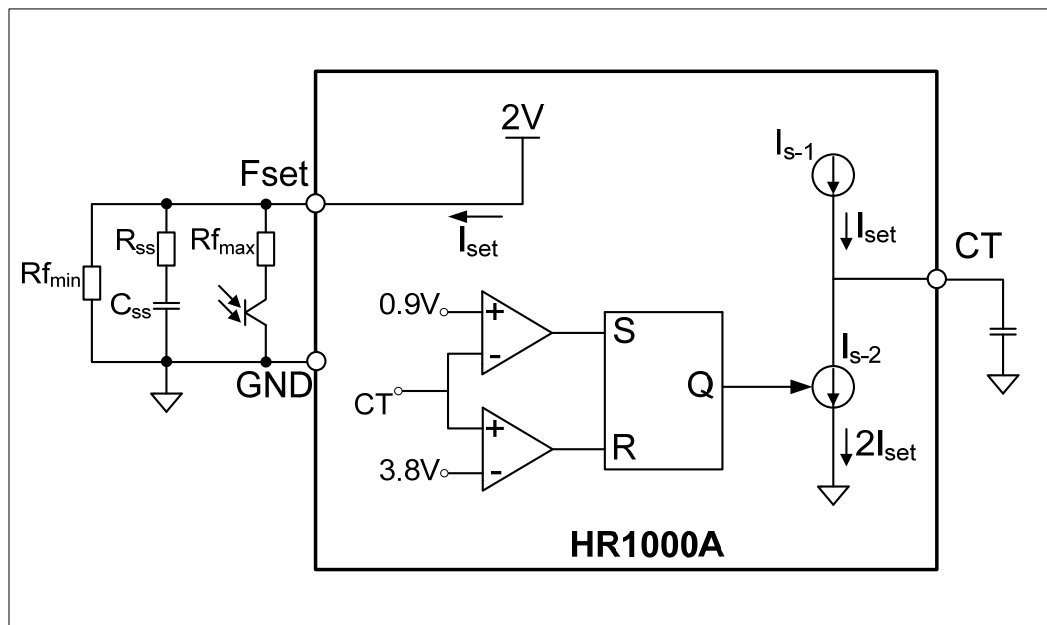 2V
Is-1
Fset
Iset
Iset
CT
Rss
Rfmax
Rfmin
Css
0.9V
+
-
S
Is-2
GND
CT
Q
+
3.8V
-
R
2Iset
HR1000A